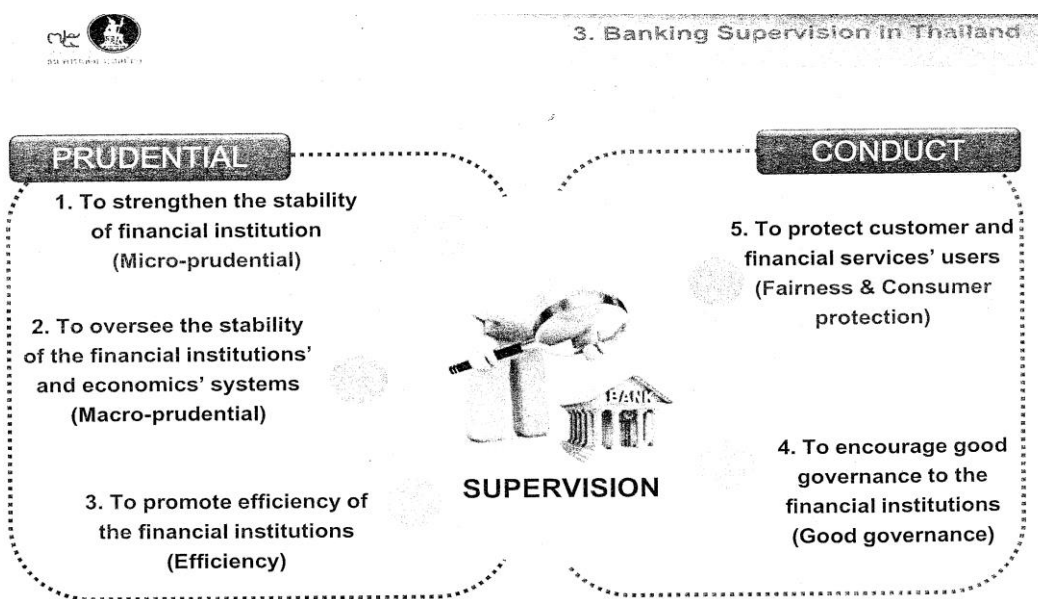 3. Banking Supervision in Thailand
PRUDENTIAL
1. To strengthen the stability
of financial institution
(Micro-prudential)
2. To oversee the stability
of the financial institutions'
and economics' systems
(Macro-prudential)
3. To promote efficiency of
the financial institutions
(Efficiency)
BANK
SUPERVISION
CONDUCT
5. To protect customer and
financial services' users
(Fairness & Consumer
protection)
4. To encourage good
governance to the
financial institutions
(Good governance)